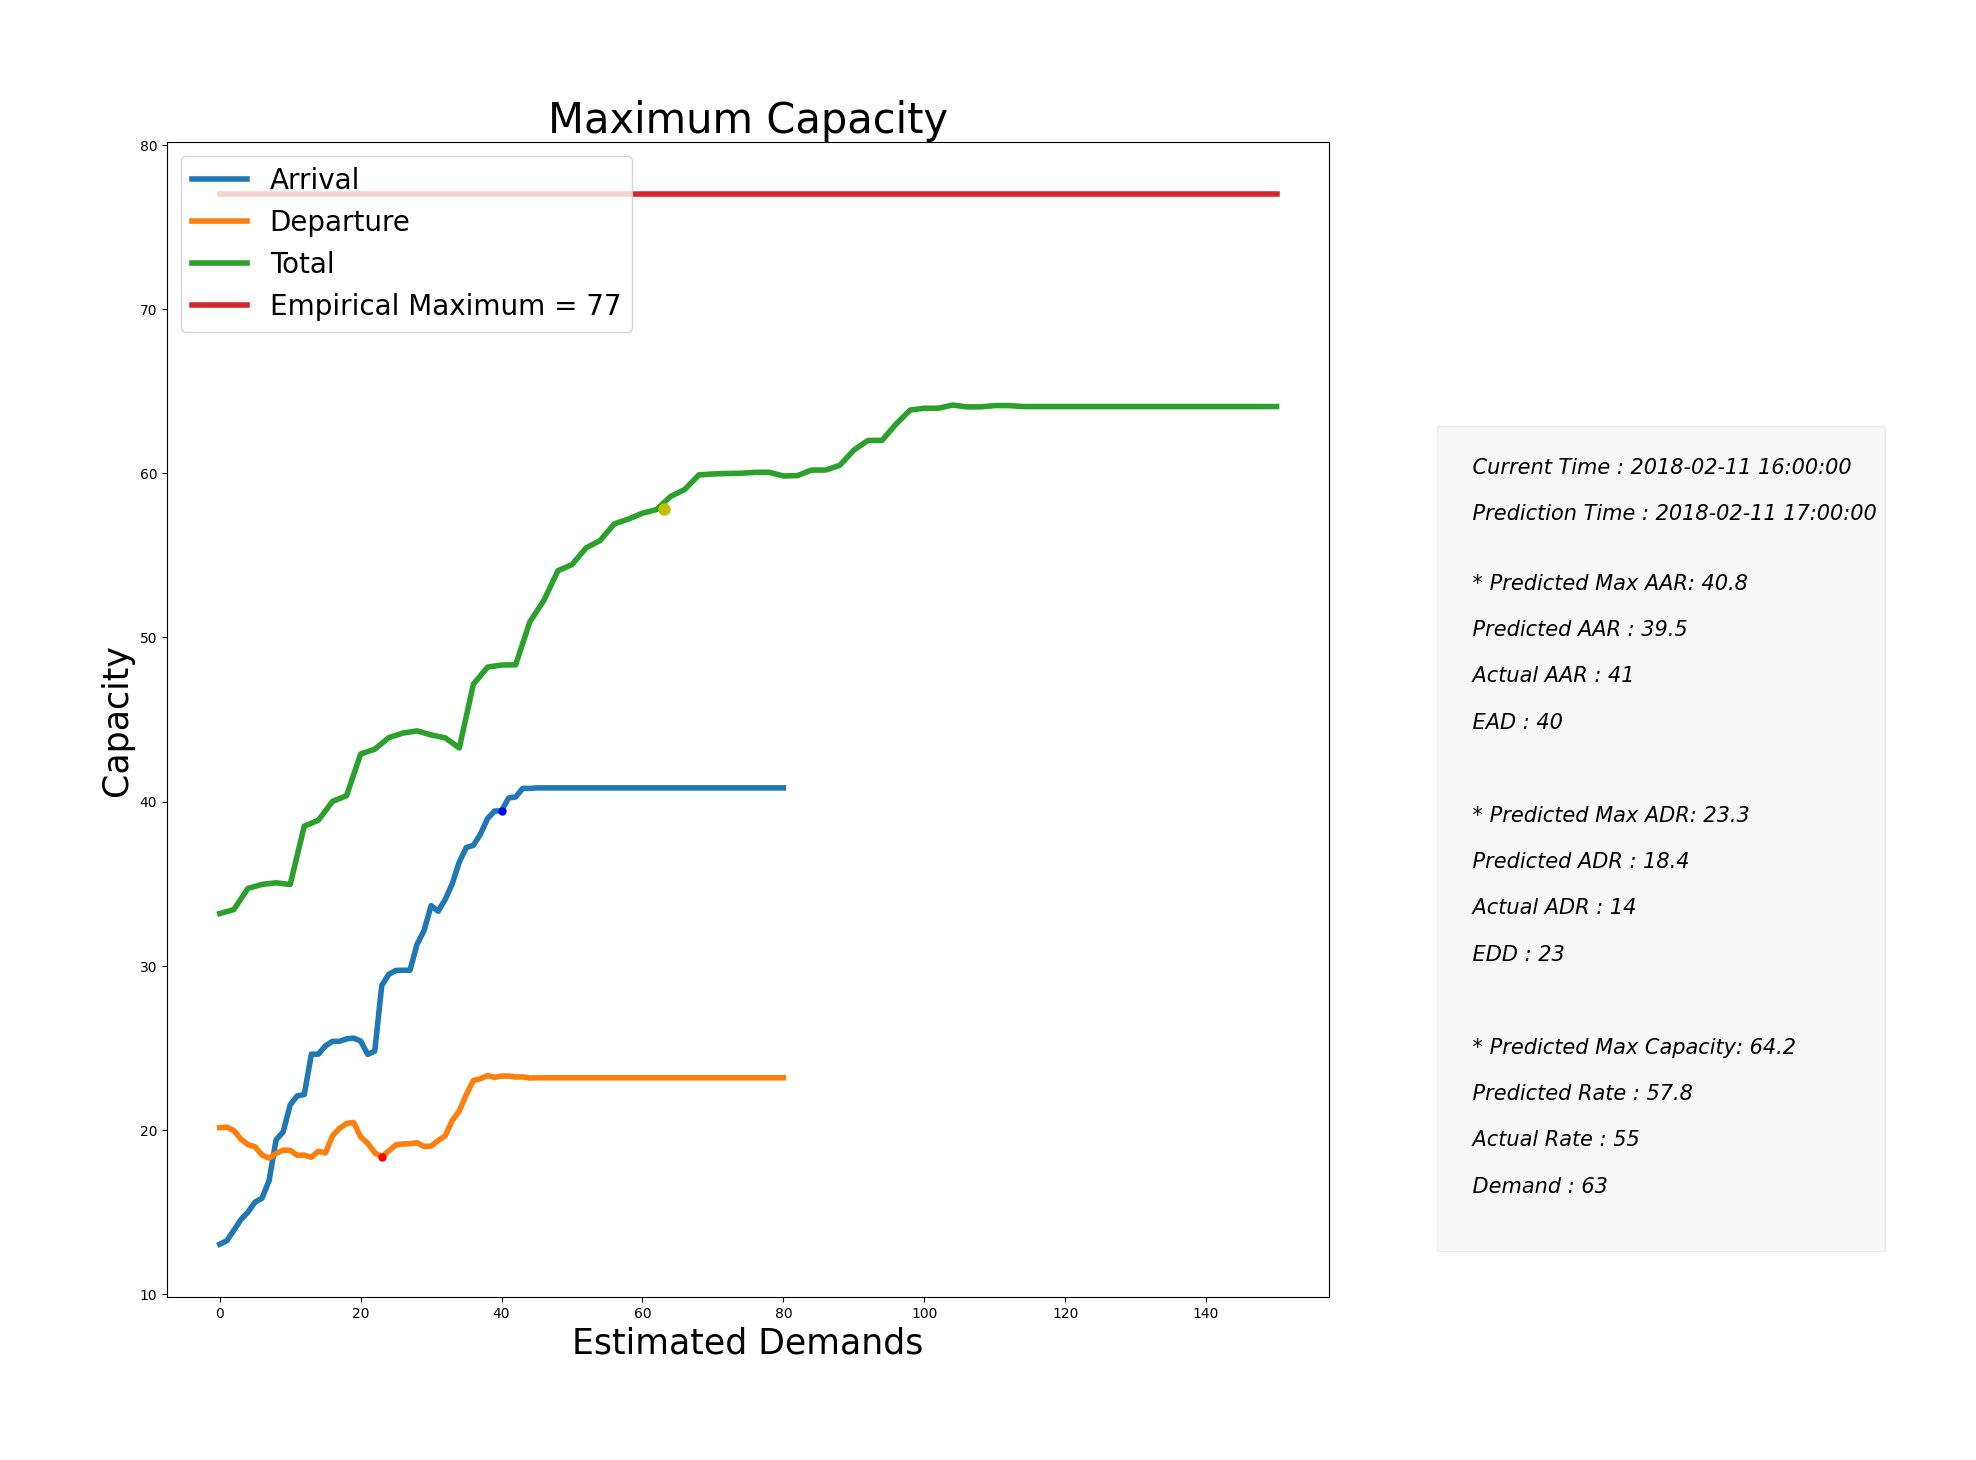 Maximum Capacity
Arrival
Departure
Total
Empirical Maximum = 77
80
70
60
50
40
30
20
10
Capacity
0
20
40
60
80
100
120
140
Estimated Demands
Current Time : 2018-02-11 16:00:00
Prediction Time : 2018-02-11 17:00:00
* Predicted Max AAR: 40.8
Predicted AAR : 39.5
Actual AAR : 41
EAD : 40
* Predicted Max ADR: 23.3
Predicted ADR : 18.4
Actual ADR : 14
EDD : 23
* Predicted Max Capacity: 64.2
Predicted Rate : 57.8
Actual Rate : 55
Demand : 63